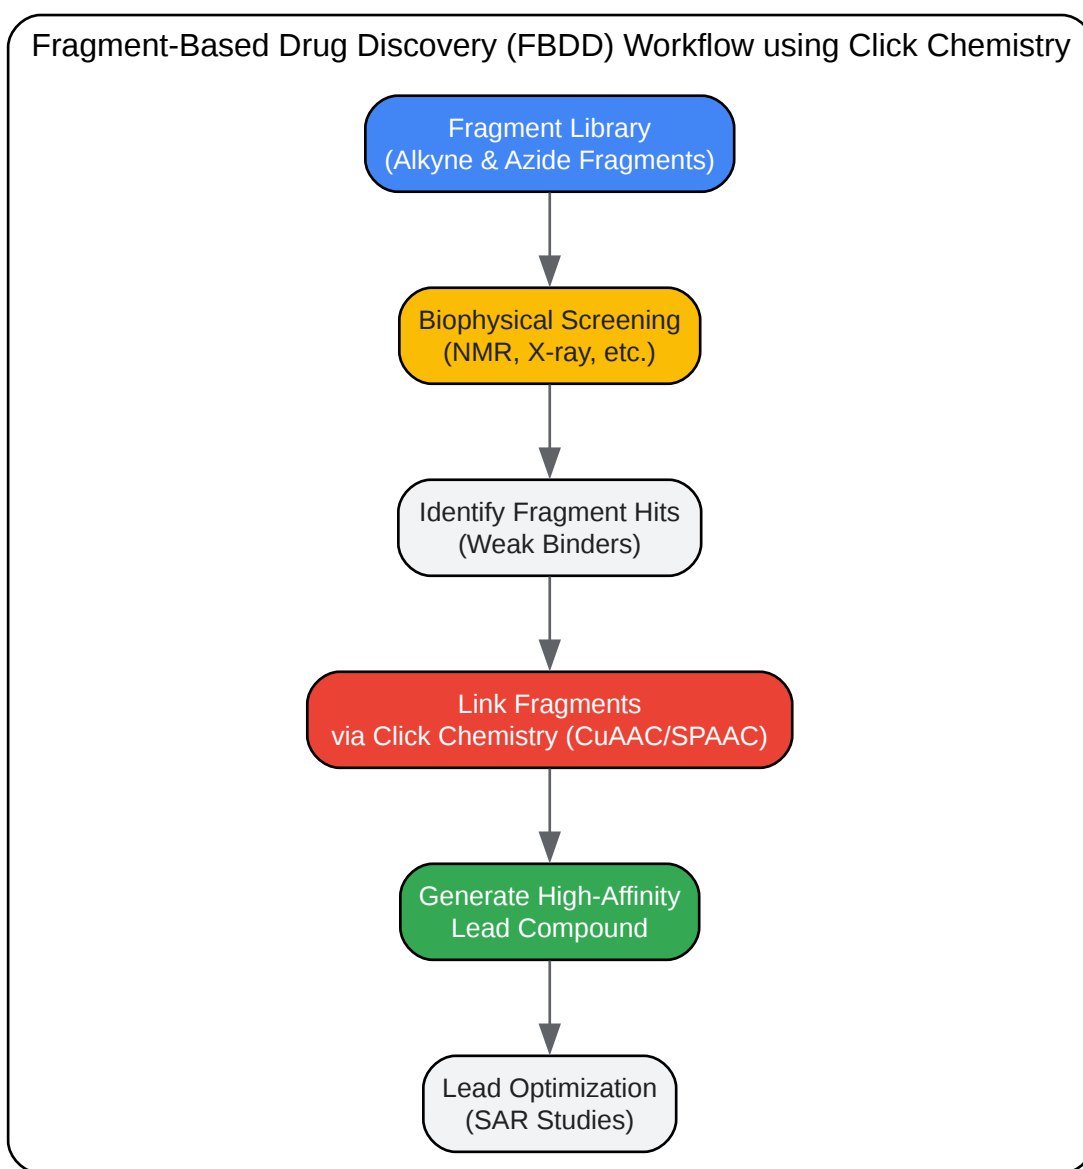 Fragment-Based Drug Discovery (FBDD) Workflow using Click Chemistry
Fragment Library
(Alkyne & Azide Fragments)
Biophysical Screening
(NMR, X-ray, etc.)
Identify Fragment Hits
(Weak Binders)
Link Fragments
via Click Chemistry (CuAAC/SPAAC)
Generate High-Affinity
Lead Compound
Lead Optimization
(SAR Studies)